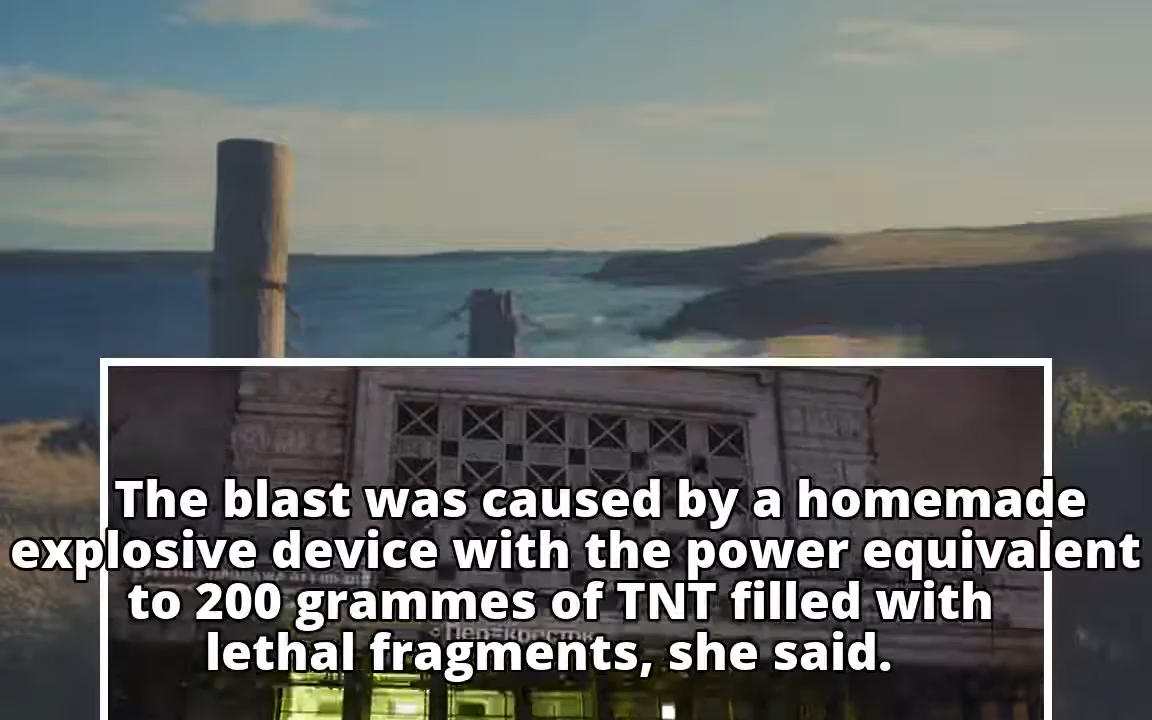 The blast was caused by a homemade
explosive device with the power equivalent
to 200 grammes of TNT filled with
lethal fragments, she said.